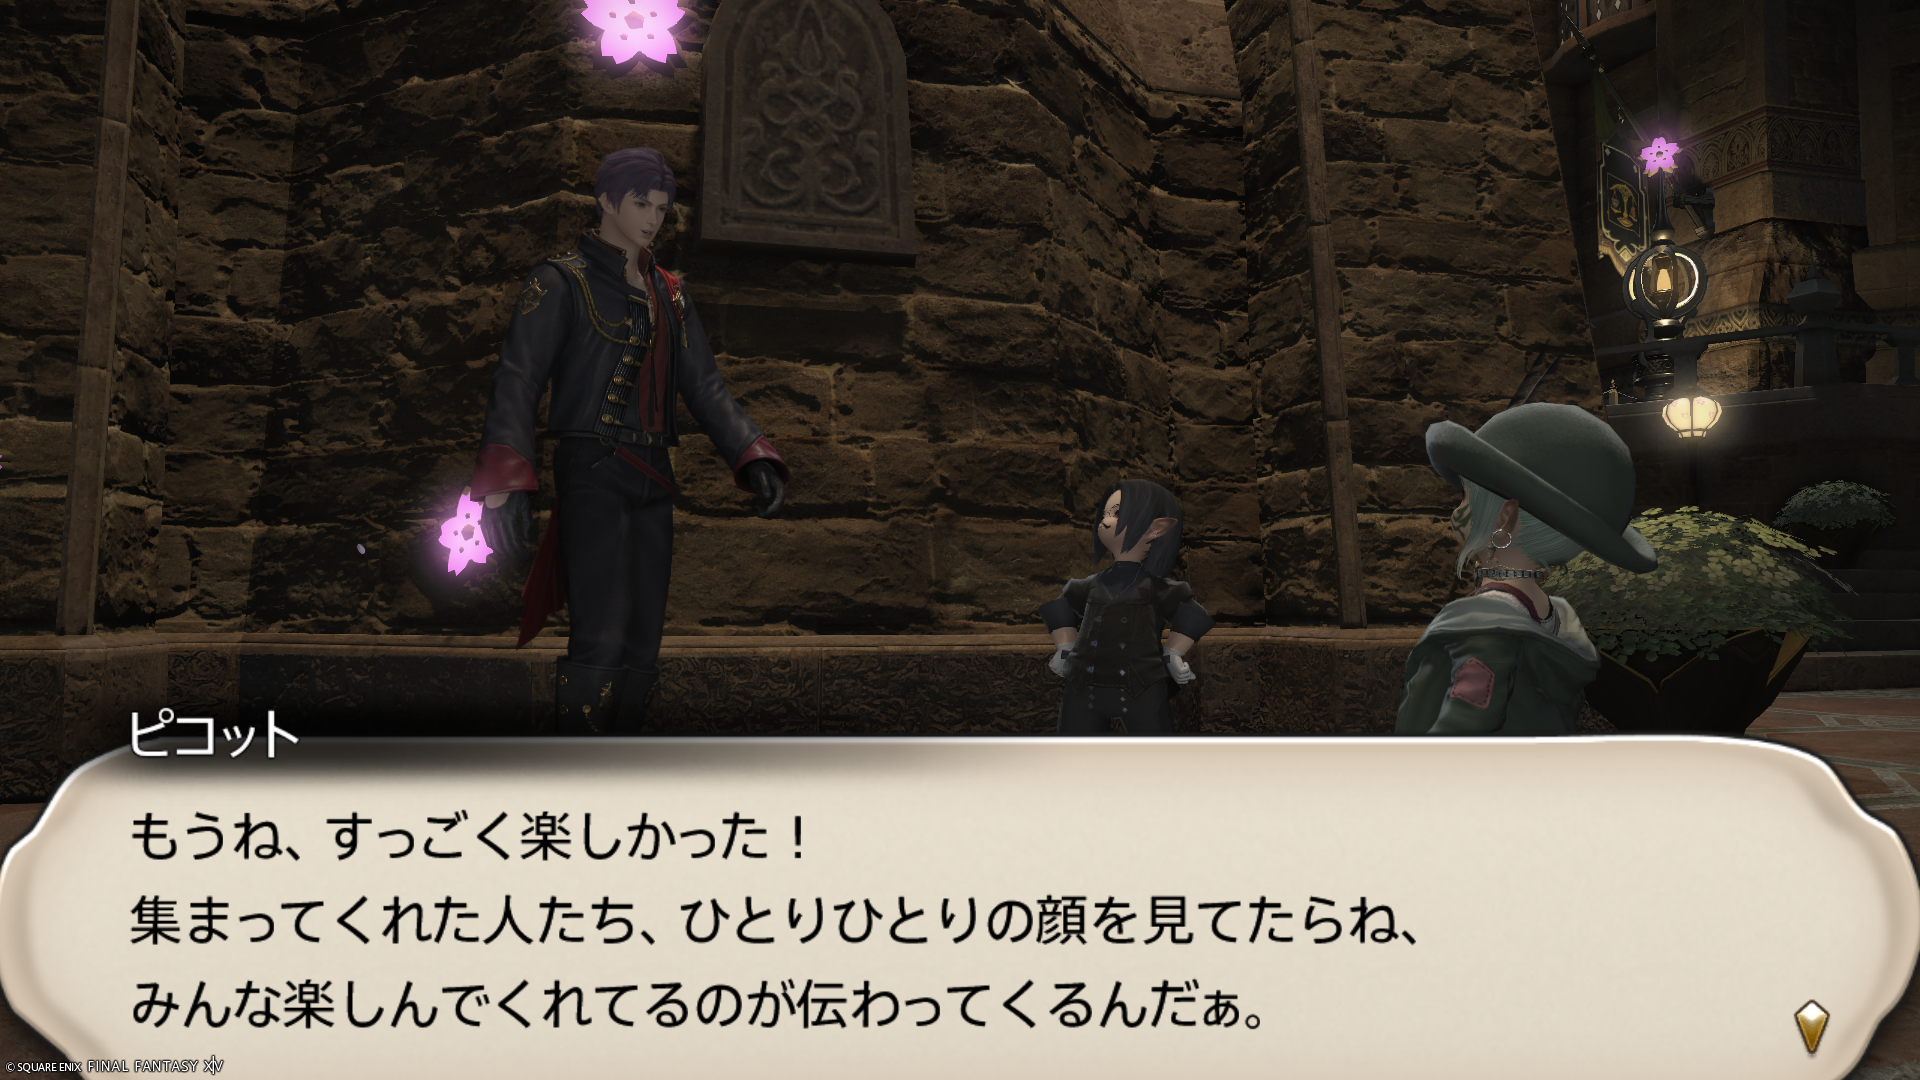 ピコット
もうね、すっごく楽しかった！
集まってくれた人たち、ひとりひとりの顔を見てたらね、
みんな楽しんでくれてるのが伝わってくるんだぁ。
© SQUARE ENIX FINAL FANTASY XIV